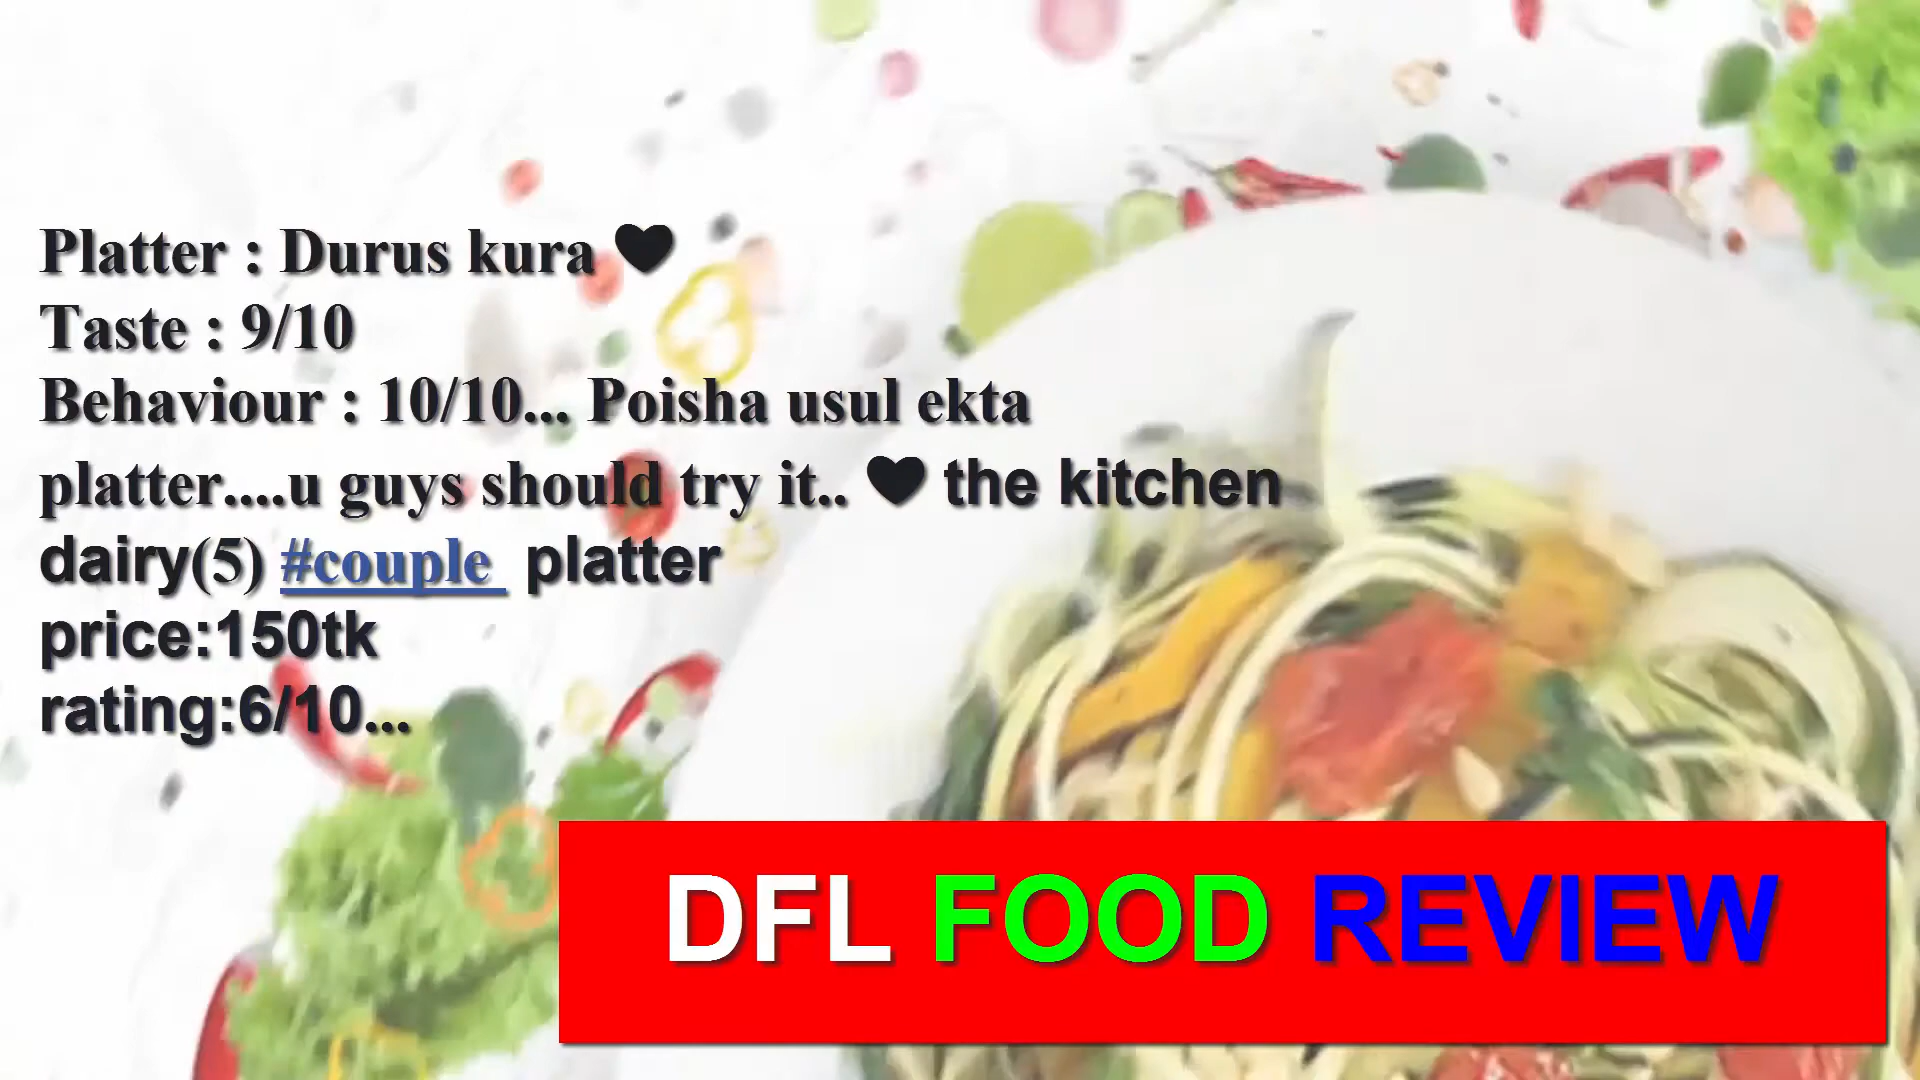 Platter : Durus kura 🖤
Taste : 9/10
Behaviour : 10/10... Poisha usul ekta
platter....u guys should try it.. 🖤 the kitchen
dairy(5) #couple platter
price:150tk
rating:6/10...
DFL FOOD REVIEW